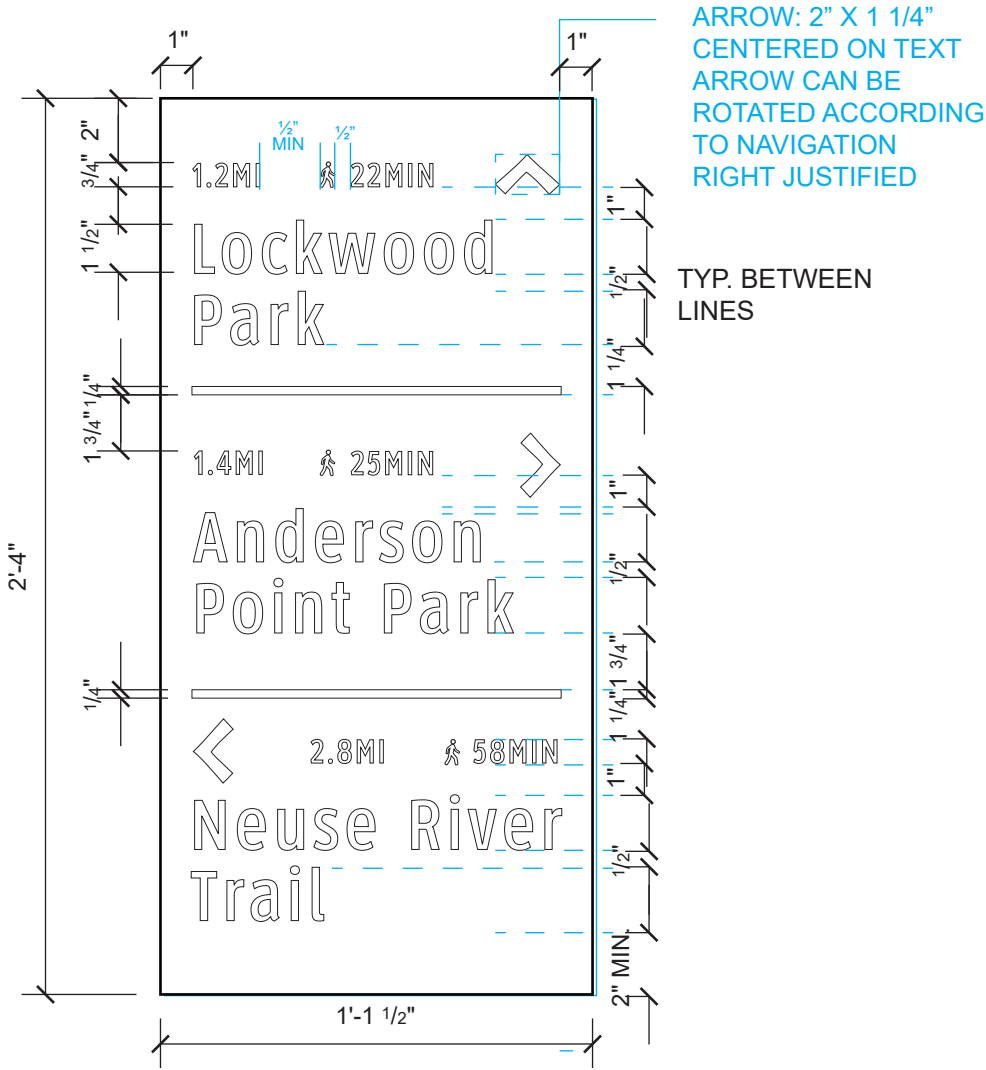 ARROW: 2” X 1 1/4”
CENTERED ON TEXT
ARROW CAN BE
ROTATED ACCORDING
TO NAVIGATION
RIGHT JUSTIFIED
1"
1"
2"
3/4"
1 1/2"
½”
MIN
½”
1.2MI 22MIN
Lockwood
Park
1"
1/2"
TYP. BETWEEN
LINES
1 1/4"
1/4"
1 3/4"
1.4MI 25MIN
Anderson
Point Park
1"
1/2"
1 3/4"
2'-4"
1/4"
1 1/4"
2.8MI 58MIN
Neuse River
Trail
1"
1/2"
2" MIN.
1'-1 1/2"